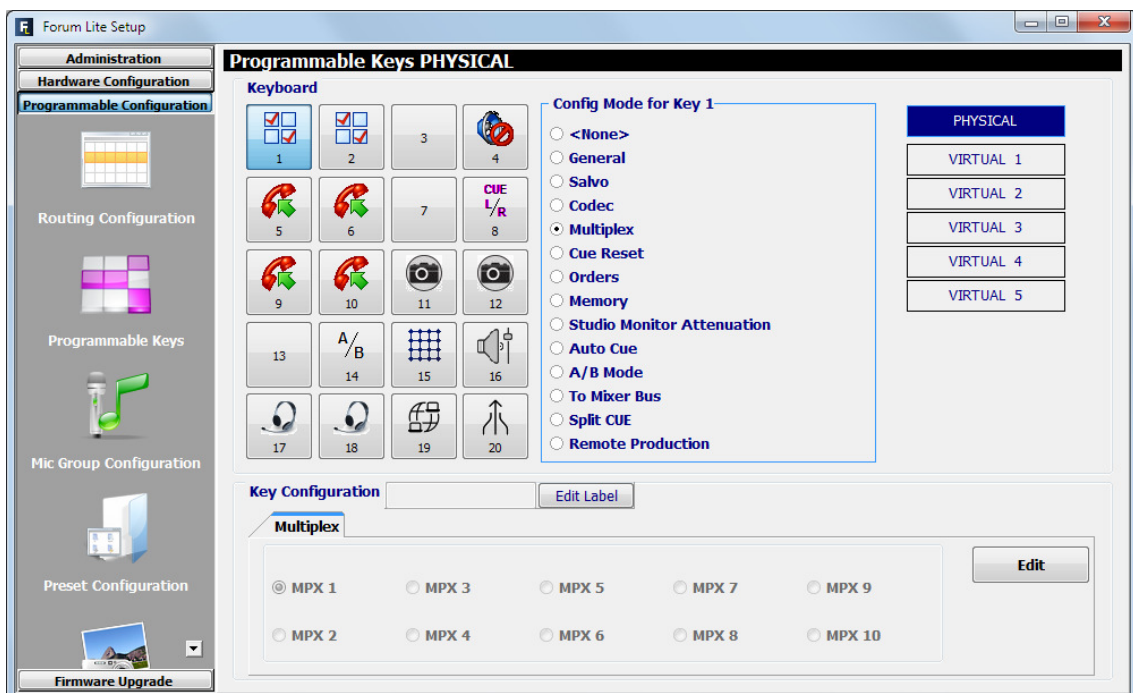 Forum Lite Setup
Administration
Hardware Configuration
Programmable Configuration
Routing Configuration
Programmable Keys
Mic Group Configuration
Preset Configuration
Firmware Upgrade
Programmable Keys PHYSICAL
Keyboard
1 2 3 4
CUE
L/R
5 6 7 8
9 10 11 12
A/B
13 14 15 16
17 18 19 20
Config Mode for Key 1
<None>
General
Salvo
Codec
Multiplex
Cue Reset
Orders
Memory
Studio Monitor Attenuation
Auto Cue
A/B Mode
To Mixer Bus
Split CUE
Remote Production
PHYSICAL
VIRTUAL 1
VIRTUAL 2
VIRTUAL 3
VIRTUAL 4
VIRTUAL 5
Key Configuration Edit Label
Multiplex
MPX 1 MPX 3 MPX 5 MPX 7 MPX 9
MPX 2 MPX 4 MPX 6 MPX 8 MPX 10
Edit